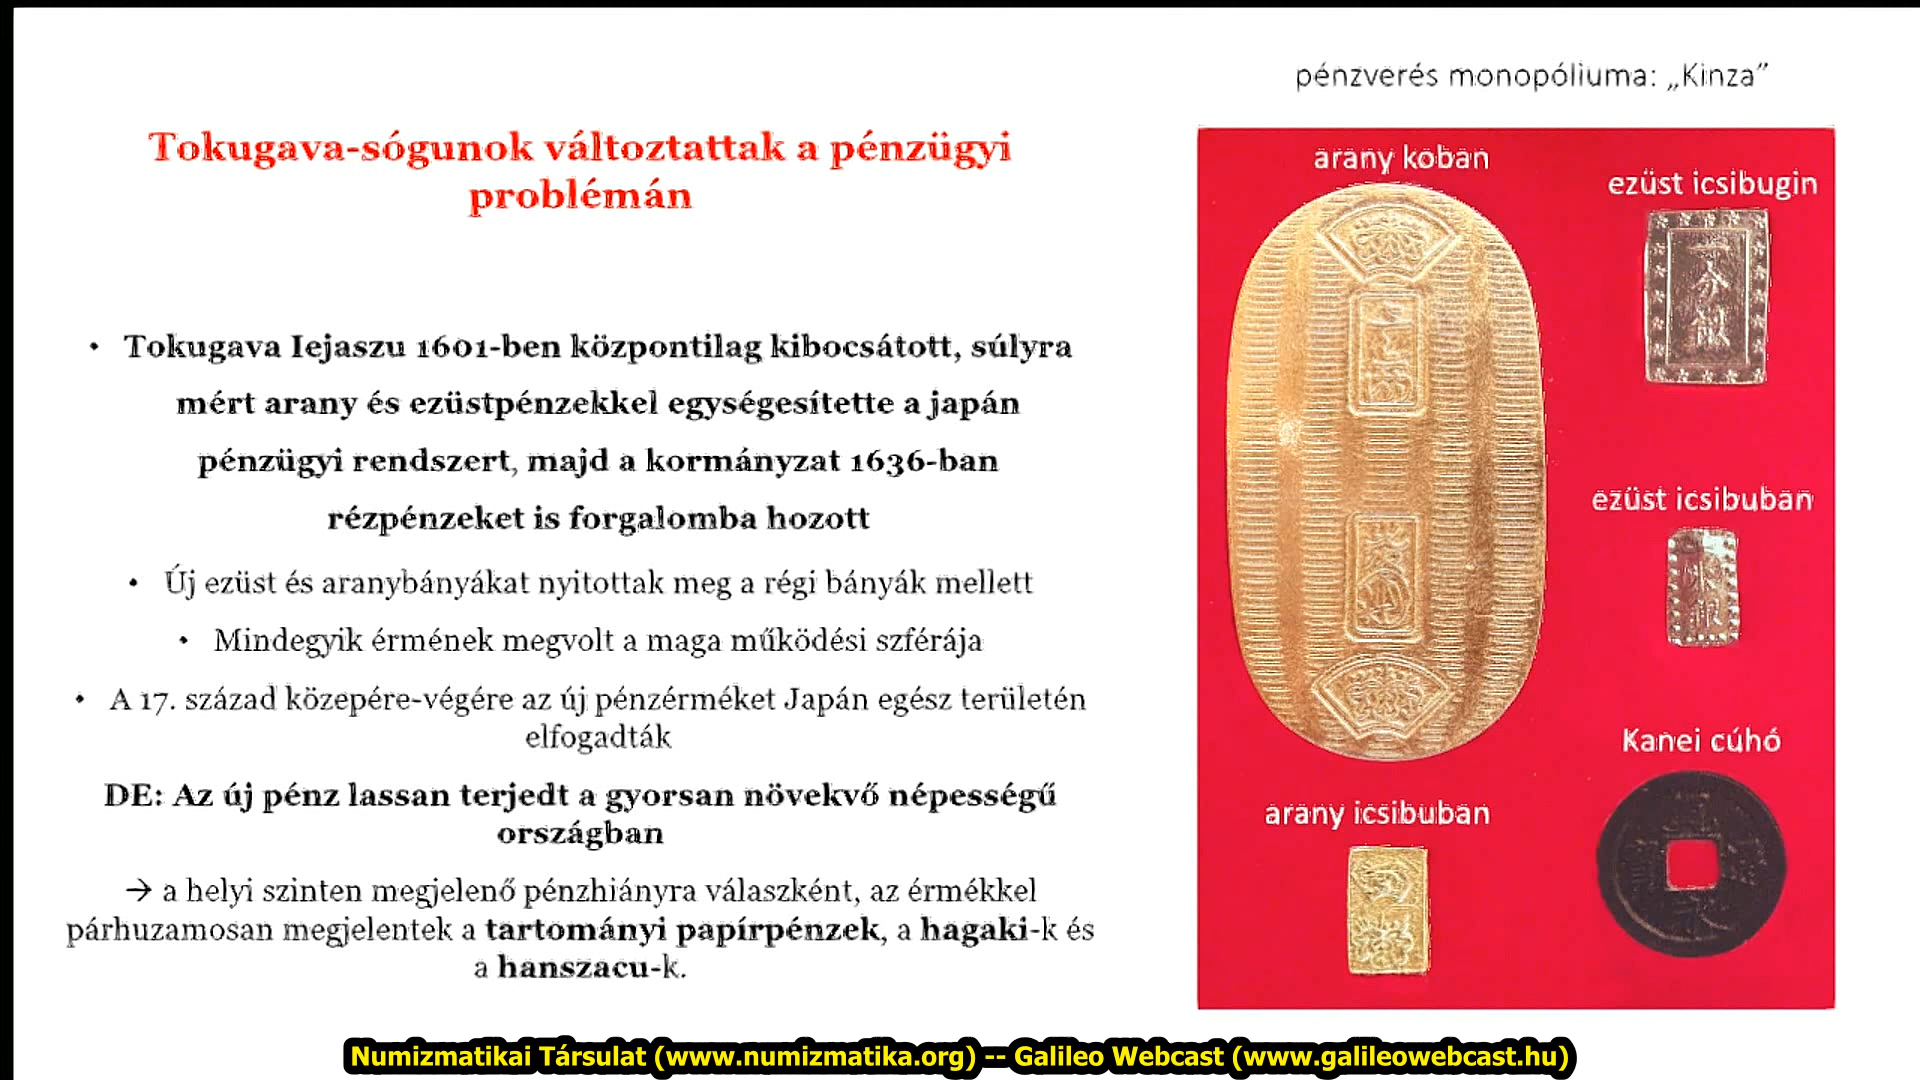 pénzverés monopóliuma: „Kinza”
Tokugava-sógunok változtattak a pénzügyi
problémán
• Tokugava Iejaszu 1601-ben központilag kibocsátott, súlyra
mért arany és ezüstpénzekkel egységesítette a japán
pénzügyi rendszert, majd a kormányzat 1636-ban
rézpénzeket is forgalomba hozott
• Új ezüst és aranybányákat nyitottak meg a régi bányák mellett
• Mindegyik érmének megvolt a maga működési szférája
• A 17. század közepére-végére az új pénzérméket Japán egész területén
elfogadták
DE: Az új pénz lassan terjedt a gyorsan növekvő népességű
országban
→ a helyi szinten megjelenő pénzhiányra válaszként, az érmékkel
párhuzamosan megjelentek a tartományi papírpénzek, a hagaki-k és
a hanszacu-k.
arany koban
ezüst icsibugin
一分銀
ezüst icsibuban
Kanei cúhó
arany icsibuban
Numizmatikai Társulat (www.numizmatika.org) -- Galileo Webcast (www.galileowebcast.hu)